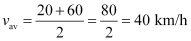 v_av = (20+60)/2 = 80/2 = 40 km/h